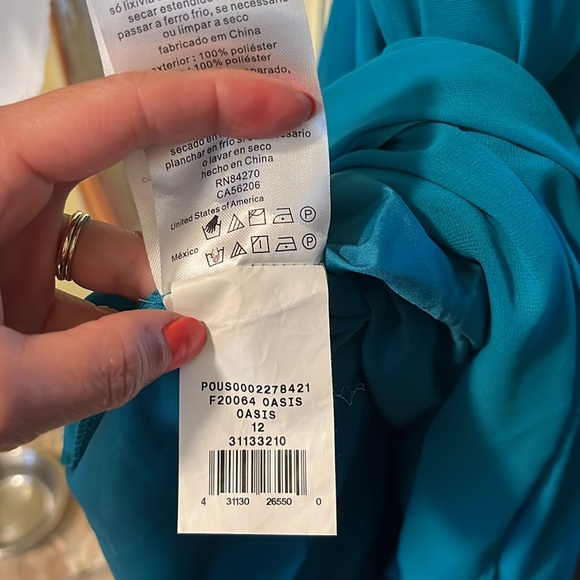 só lixívia
secar estendido
passar a ferro frio, se necessário
ou limpar a seco
fabricado em China
exterior : 100% poliéster
: 100% poliéster
separado,
secado en
necesario
planchar en frío si
o lavar en seco
hecho en China
RN84270
CA56206
United States of America
P
México
P
POUS0002278421
F20064 OASIS
OASIS
12
31133210
4 31130 26550 0